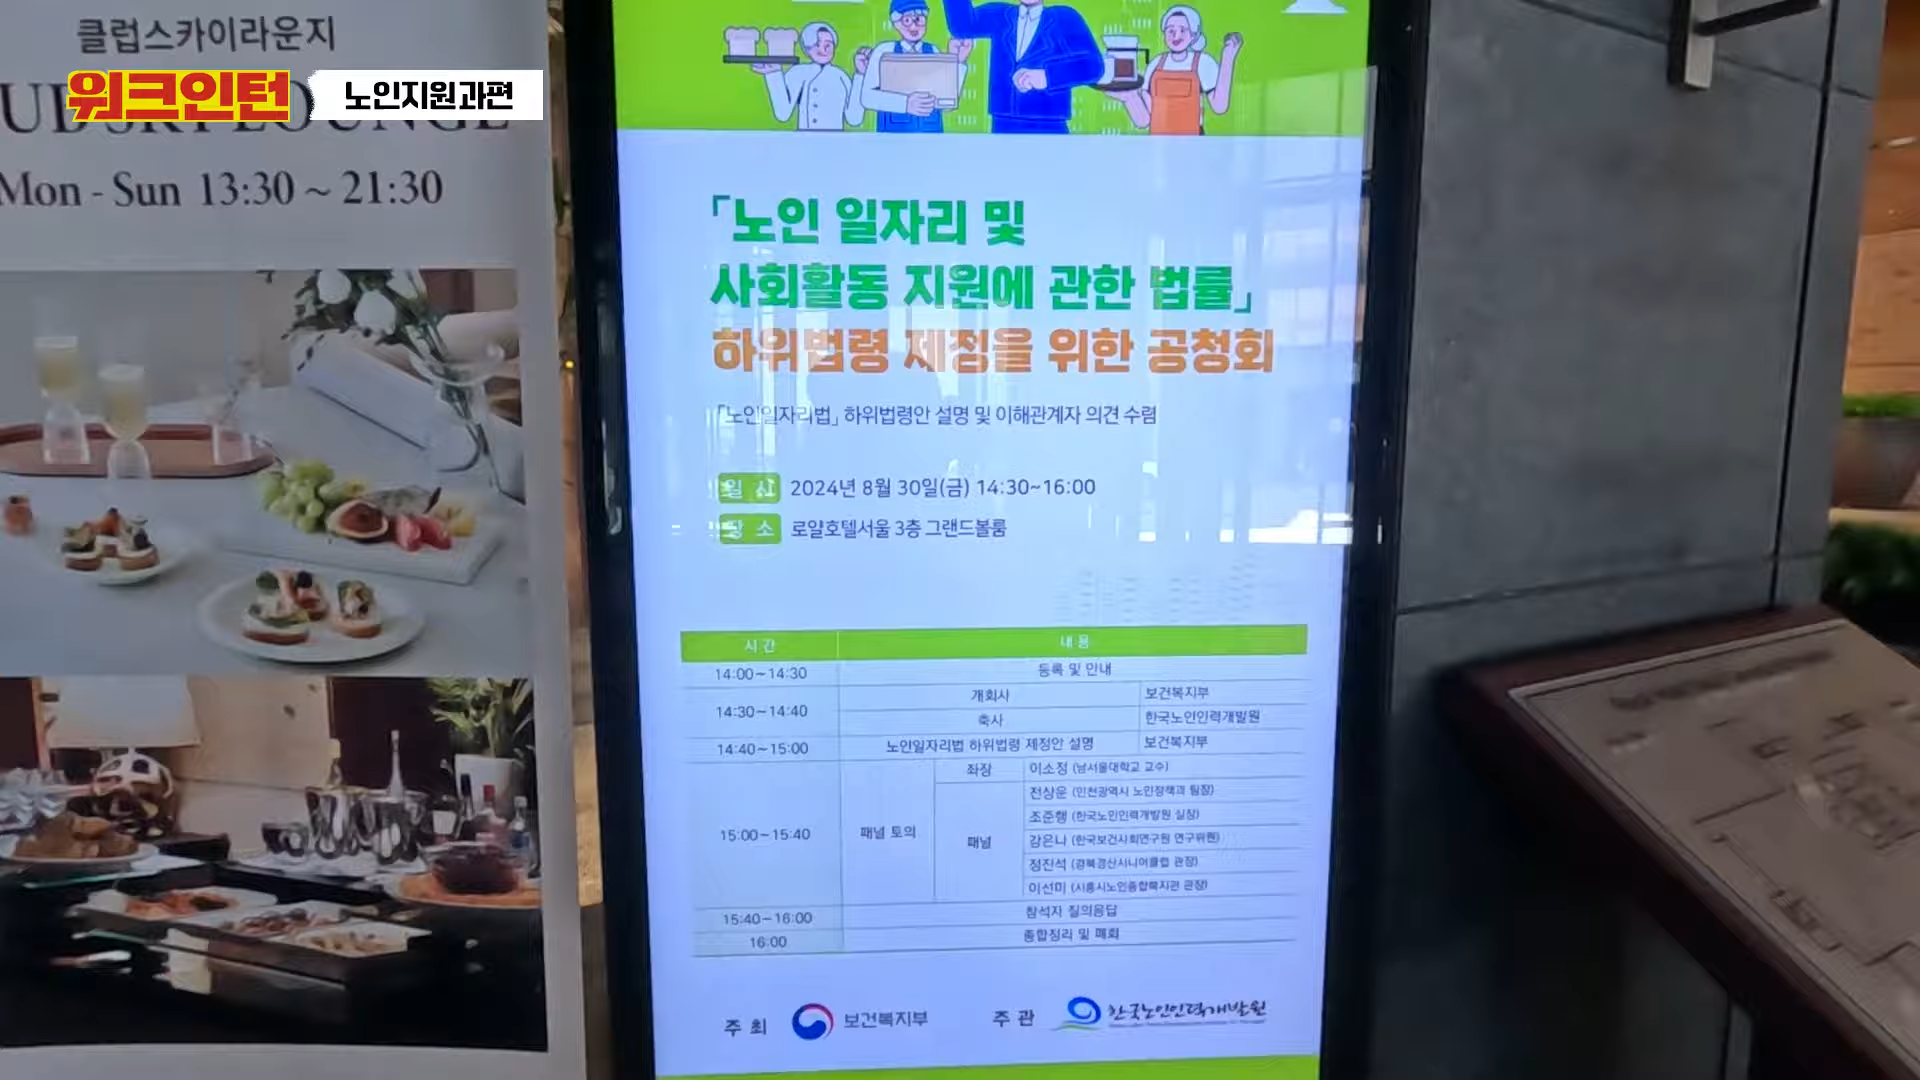 클럽스카이라운지
워크인턴
노인지원과편
Mon - Sun 13:30 ~ 21:30
「노인 일자리 및
사회활동 지원에 관한 법률」
하위법령 제정을 위한 공청회
「노인일자리법」 하위법령안 설명 및 이해관계자 의견 수렴
일 시 2024년 8월 30일(금) 14:30~16:00
장 소 로얄호텔서울 3층 그랜드볼룸
시 간 내 용
14:00~14:30 등록 및 안내
14:30~14:40 개회사 보건복지부
축사 한국노인인력개발원
14:40~15:00 노인일자리법 하위법령 제정안 설명 보건복지부
15:00~15:40 패널 토의 좌장 이소정 (남서울대학교 교수)
패널 전상운 (인천광역시 노인정책과 팀장)
조준행 (한국노인인력개발원 실장)
강은나 (한국보건사회연구원 연구위원)
정진석 (경북경산시니어클럽 관장)
이선미 (시흥시노인종합복지관 관장)
15:40~16:00 참석자 질의응답
16:00 종합정리 및 폐회
주 최 보건복지부 주 관 한국노인인력개발원